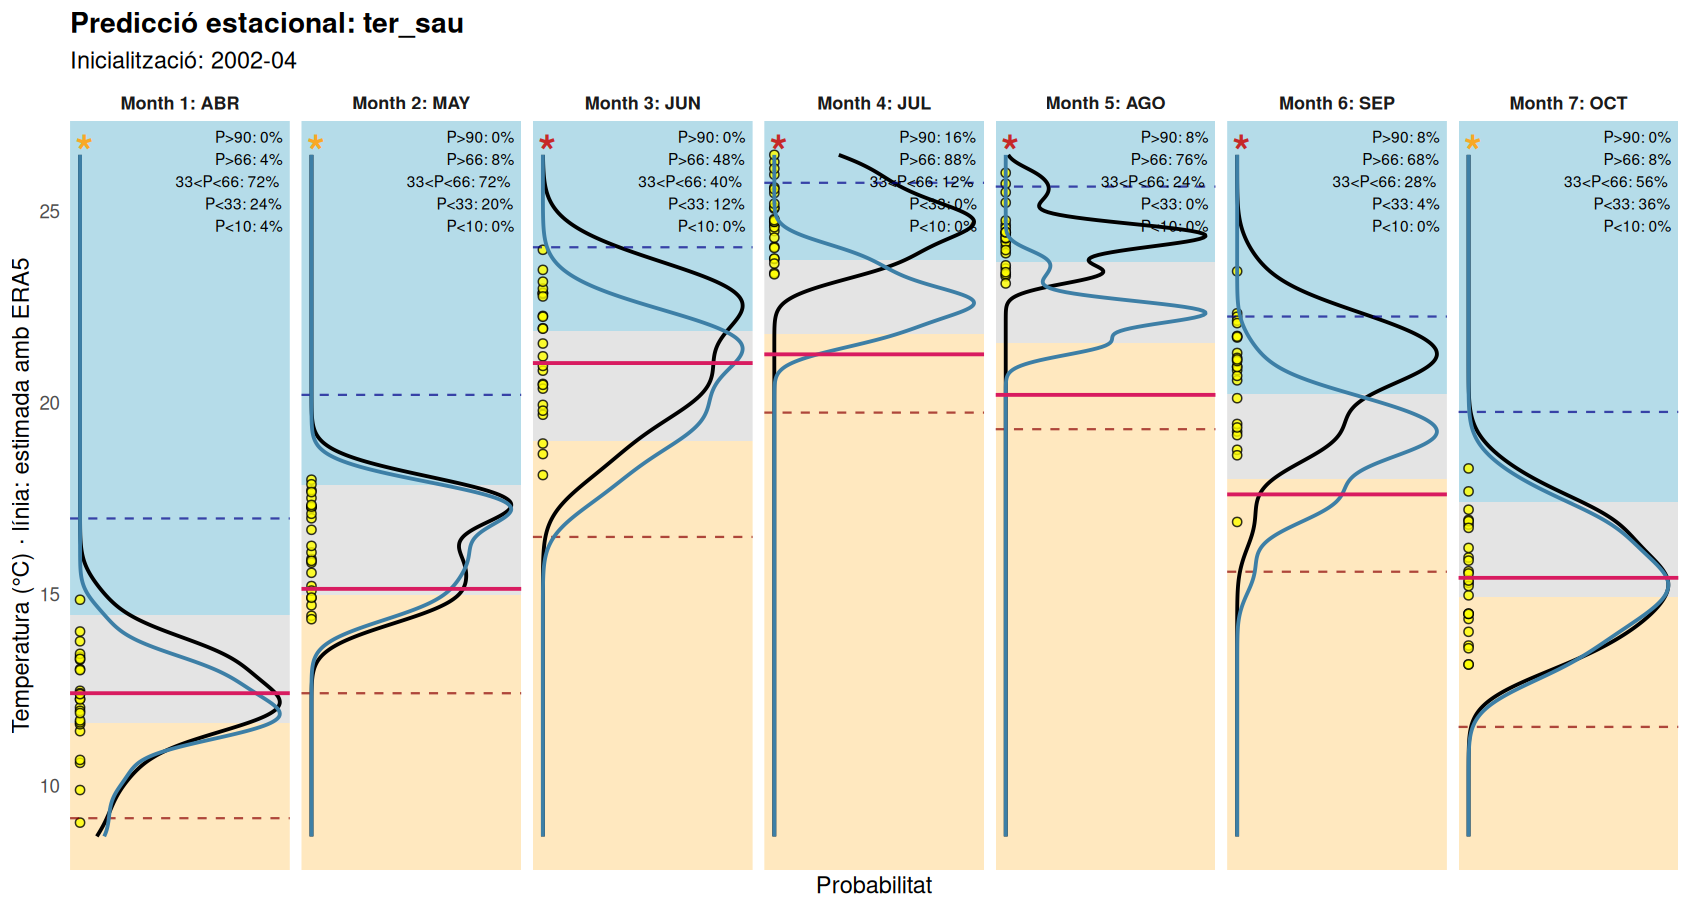 Predicció estacional: ter_sau
Inicialització: 2002-04
Month 1: ABR
Month 2: MAY
Month 3: JUN
Month 4: JUL
Month 5: AGO
Month 6: SEP
Month 7: OCT
*
P>90: 0%
P>66: 4%
33<P<66: 72%
P<33: 24%
P<10: 4%
*
P>90: 0%
P>66: 8%
33<P<66: 72%
P<33: 20%
P<10: 0%
*
P>90: 0%
P>66: 48%
33<P<66: 40%
P<33: 12%
P<10: 0%
*
P>90: 16%
P>66: 88%
33<P<66: 12%
P<33: 0%
P<10: 0%
*
P>90: 8%
P>66: 76%
33<P<66: 24%
P<33: 0%
P<10: 0%
*
P>90: 8%
P>66: 68%
33<P<66: 28%
P<33: 4%
P<10: 0%
*
P>90: 0%
P>66: 8%
33<P<66: 56%
P<33: 36%
P<10: 0%
25
20
15
10
Temperatura (°C) · línia: estimada amb ERA5
Probabilitat